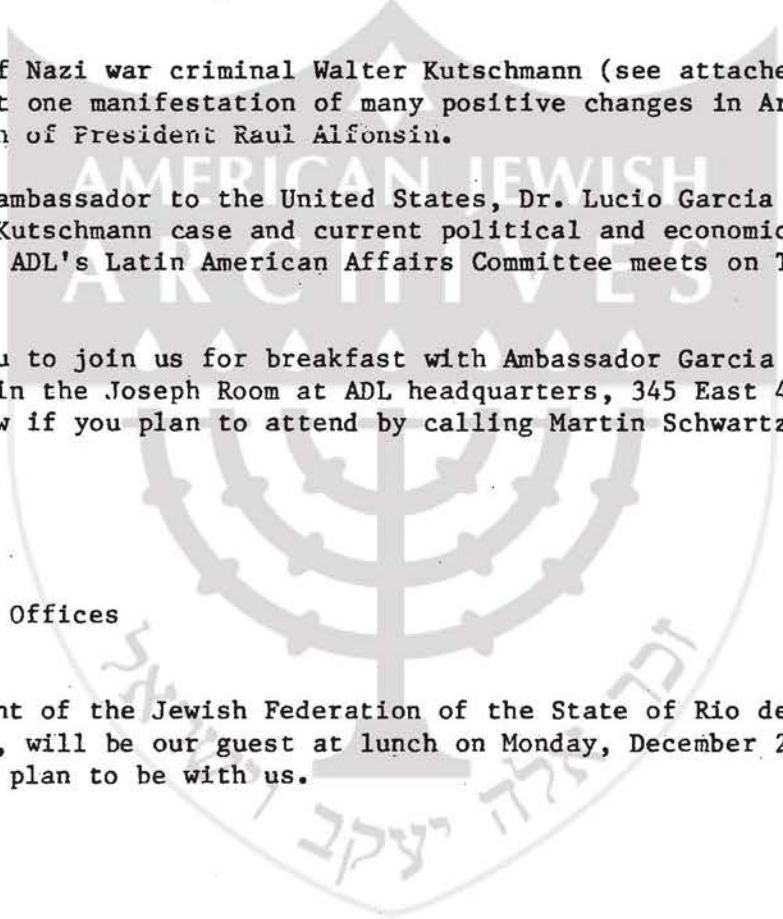 f Nazi war criminal Walter Kutschmann (see attache
t one manifestation of many positive changes in Ar
n of President Raul Alfonsin.
ambassador to the United States, Dr. Lucio Garcia
Kutschmann case and current political and economic
ADL's Latin American Affairs Committee meets on T
u to join us for breakfast with Ambassador Garcia
in the Joseph Room at ADL headquarters, 345 East 4
w if you plan to attend by calling Martin Schwartz
Offices
nt of the Jewish Federation of the State of Rio de
, will be our guest at lunch on Monday, December 2
plan to be with us.
AMERICAN JEWISH
ARCHIVES
זכר אלה יעקב וישראל